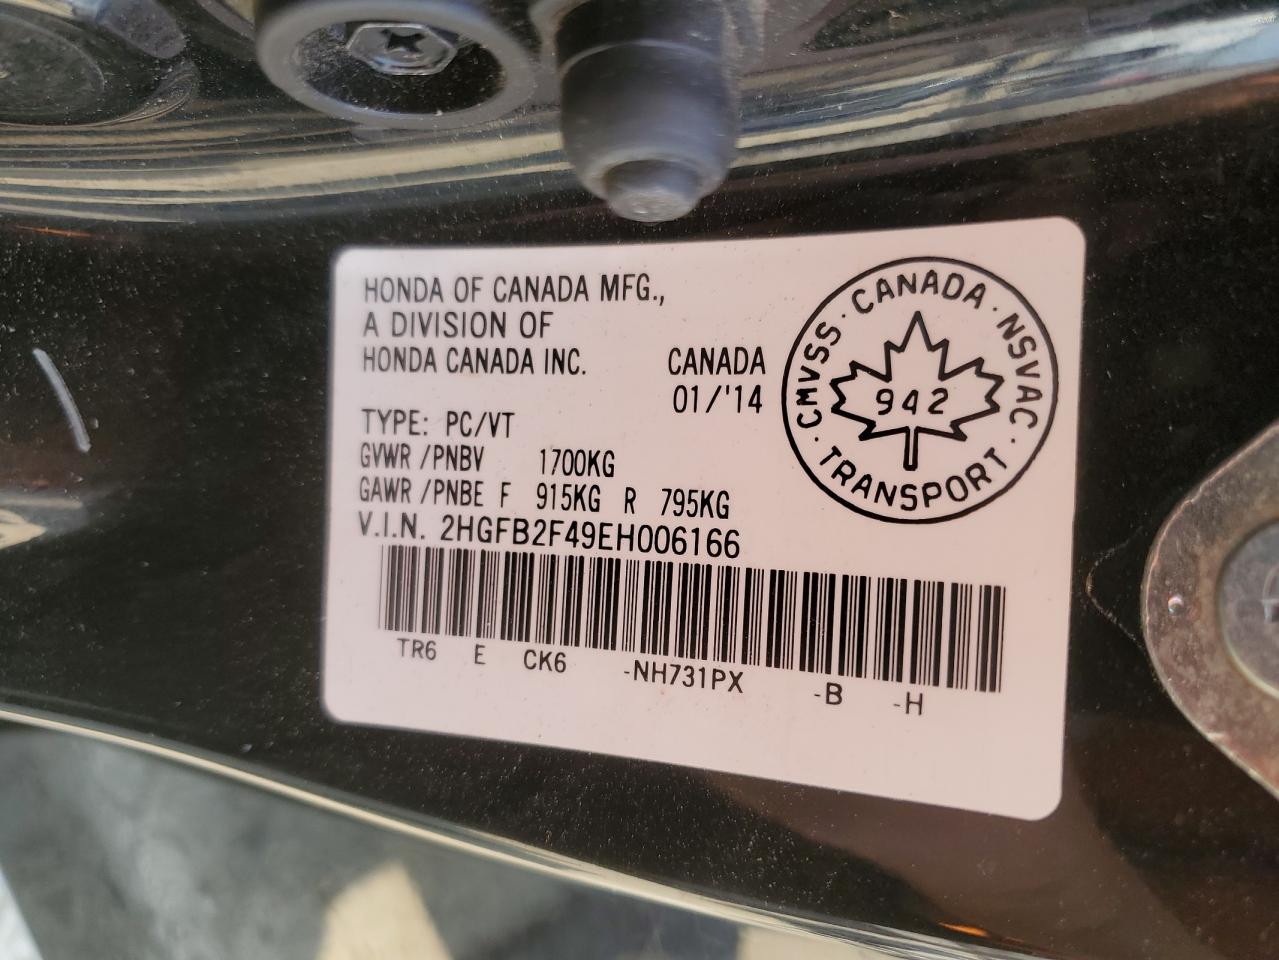 HONDA OF CANADA MFG.,
A DIVISION OF
HONDA CANADA INC.
CANADA
01/'14
TYPE: PC/VT
GVWR /PNBV 1700KG
GAWR /PNBE F 915KG R 795KG
V.I.N. 2HGFB2F49EH006166
TR6 E CK6 -NH731PX -B -H
CMVSS · CANADA · NSVAC · TRANSPORT ·
942